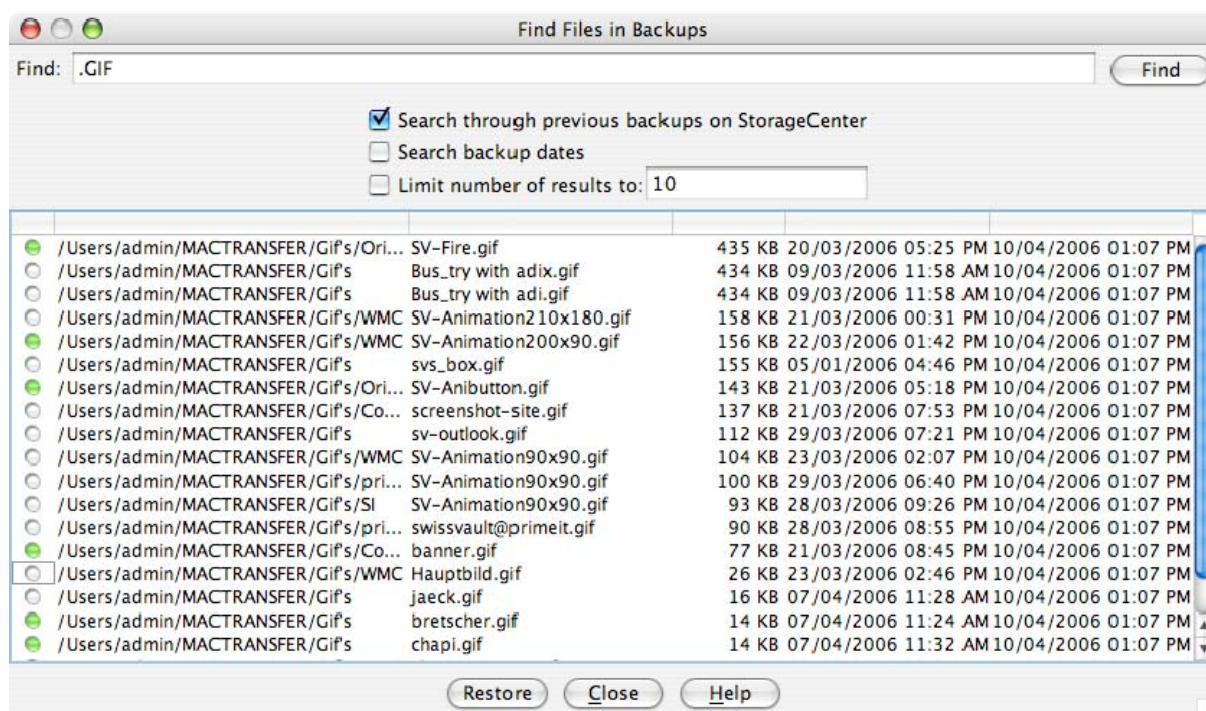 Find Files in Backups
Find: .GIF Find
Search through previous backups on StorageCenter
Search backup dates
Limit number of results to: 10
/Users/admin/MACTRANSFER/Gif's/Ori... SV-Fire.gif 435 KB 20/03/2006 05:25 PM 10/04/2006 01:07 PM
/Users/admin/MACTRANSFER/Gif's Bus_try with adix.gif 434 KB 09/03/2006 11:58 AM 10/04/2006 01:07 PM
/Users/admin/MACTRANSFER/Gif's Bus_try with adi.gif 434 KB 09/03/2006 11:58 AM 10/04/2006 01:07 PM
/Users/admin/MACTRANSFER/Gif's/WMC SV-Animation210x180.gif 158 KB 21/03/2006 00:31 PM 10/04/2006 01:07 PM
/Users/admin/MACTRANSFER/Gif's/WMC SV-Animation200x90.gif 156 KB 22/03/2006 01:42 PM 10/04/2006 01:07 PM
/Users/admin/MACTRANSFER/Gif's svs_box.gif 155 KB 05/01/2006 04:46 PM 10/04/2006 01:07 PM
/Users/admin/MACTRANSFER/Gif's/Ori... SV-Anibutton.gif 143 KB 21/03/2006 05:18 PM 10/04/2006 01:07 PM
/Users/admin/MACTRANSFER/Gif's/Co... screenshot-site.gif 137 KB 21/03/2006 07:53 PM 10/04/2006 01:07 PM
/Users/admin/MACTRANSFER/Gif's sv-outlook.gif 112 KB 29/03/2006 07:21 PM 10/04/2006 01:07 PM
/Users/admin/MACTRANSFER/Gif's/WMC SV-Animation90x90.gif 104 KB 23/03/2006 02:07 PM 10/04/2006 01:07 PM
/Users/admin/MACTRANSFER/Gif's/pri... SV-Animation90x90.gif 100 KB 29/03/2006 06:40 PM 10/04/2006 01:07 PM
/Users/admin/MACTRANSFER/Gif's/SI SV-Animation90x90.gif 93 KB 28/03/2006 09:26 PM 10/04/2006 01:07 PM
/Users/admin/MACTRANSFER/Gif's/pri... swissvault@primeit.gif 90 KB 28/03/2006 08:55 PM 10/04/2006 01:07 PM
/Users/admin/MACTRANSFER/Gif's/Co... banner.gif 77 KB 21/03/2006 08:45 PM 10/04/2006 01:07 PM
/Users/admin/MACTRANSFER/Gif's/WMC Hauptbild.gif 26 KB 23/03/2006 02:46 PM 10/04/2006 01:07 PM
/Users/admin/MACTRANSFER/Gif's jaeck.gif 16 KB 07/04/2006 11:28 AM 10/04/2006 01:07 PM
/Users/admin/MACTRANSFER/Gif's bretscher.gif 14 KB 07/04/2006 11:24 AM 10/04/2006 01:07 PM
/Users/admin/MACTRANSFER/Gif's chapi.gif 14 KB 07/04/2006 11:32 AM 10/04/2006 01:07 PM
Restore Close Help